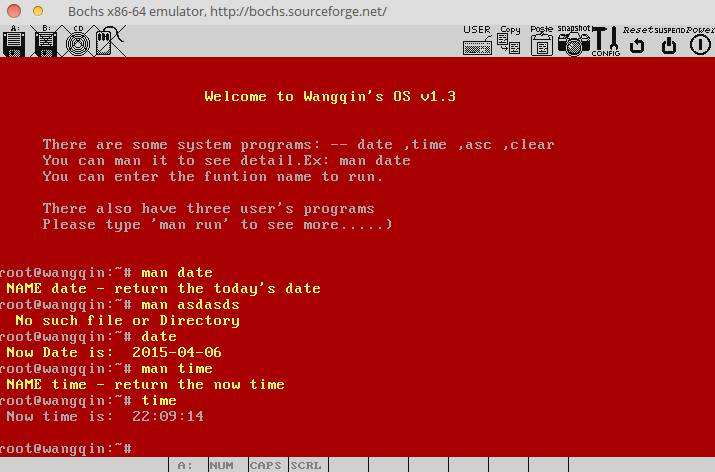 Bochs x86-64 emulator, http://bochs.sourceforge.net/
A: B: CD USER Copy Paste Snapshot CONFIG Reset SUSPEND Power
Welcome to Wangqin's OS v1.3
There are some system programs: -- date ,time ,asc ,clear
You can man it to see detail.Ex: man date
You can enter the funtion name to run.
There also have three user's programs
Please type 'man run' to see more.....)
root@wangqin:~# man date
NAME date - return the today's date
root@wangqin:~# man asdasds
No such file or Directory
root@wangqin:~# date
Now Date is: 2015-04-06
root@wangqin:~# man time
NAME time - return the now time
root@wangqin:~# time
Now time is: 22:09:14
root@wangqin:~#
A: NUM CAPS SCRL